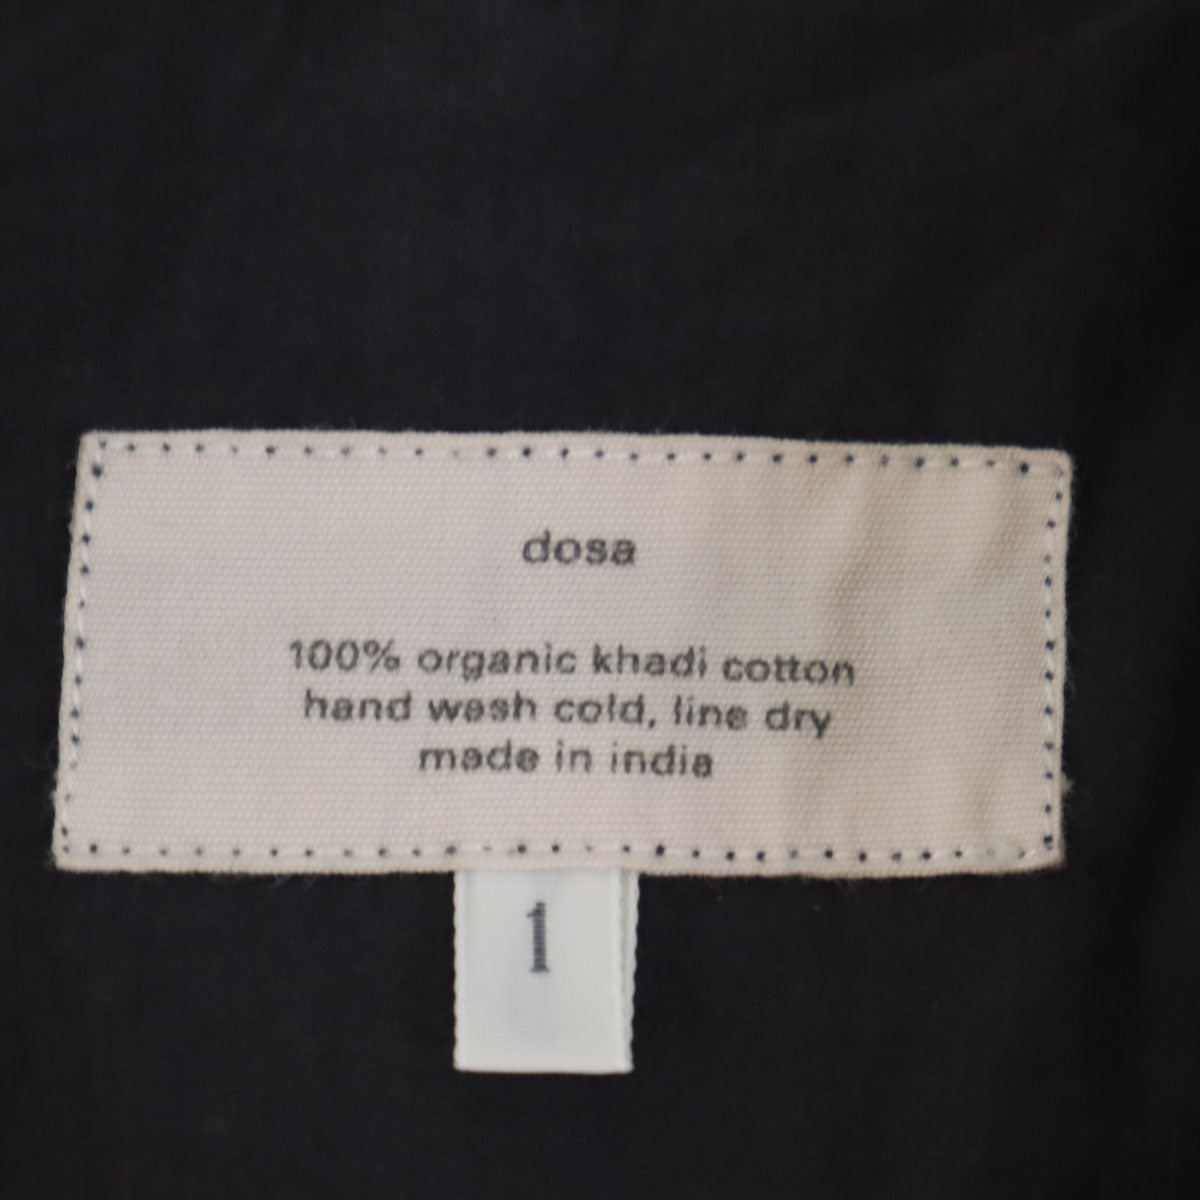 dosa
100% organic khadi cotton
hand wash cold, line dry
made in india
1